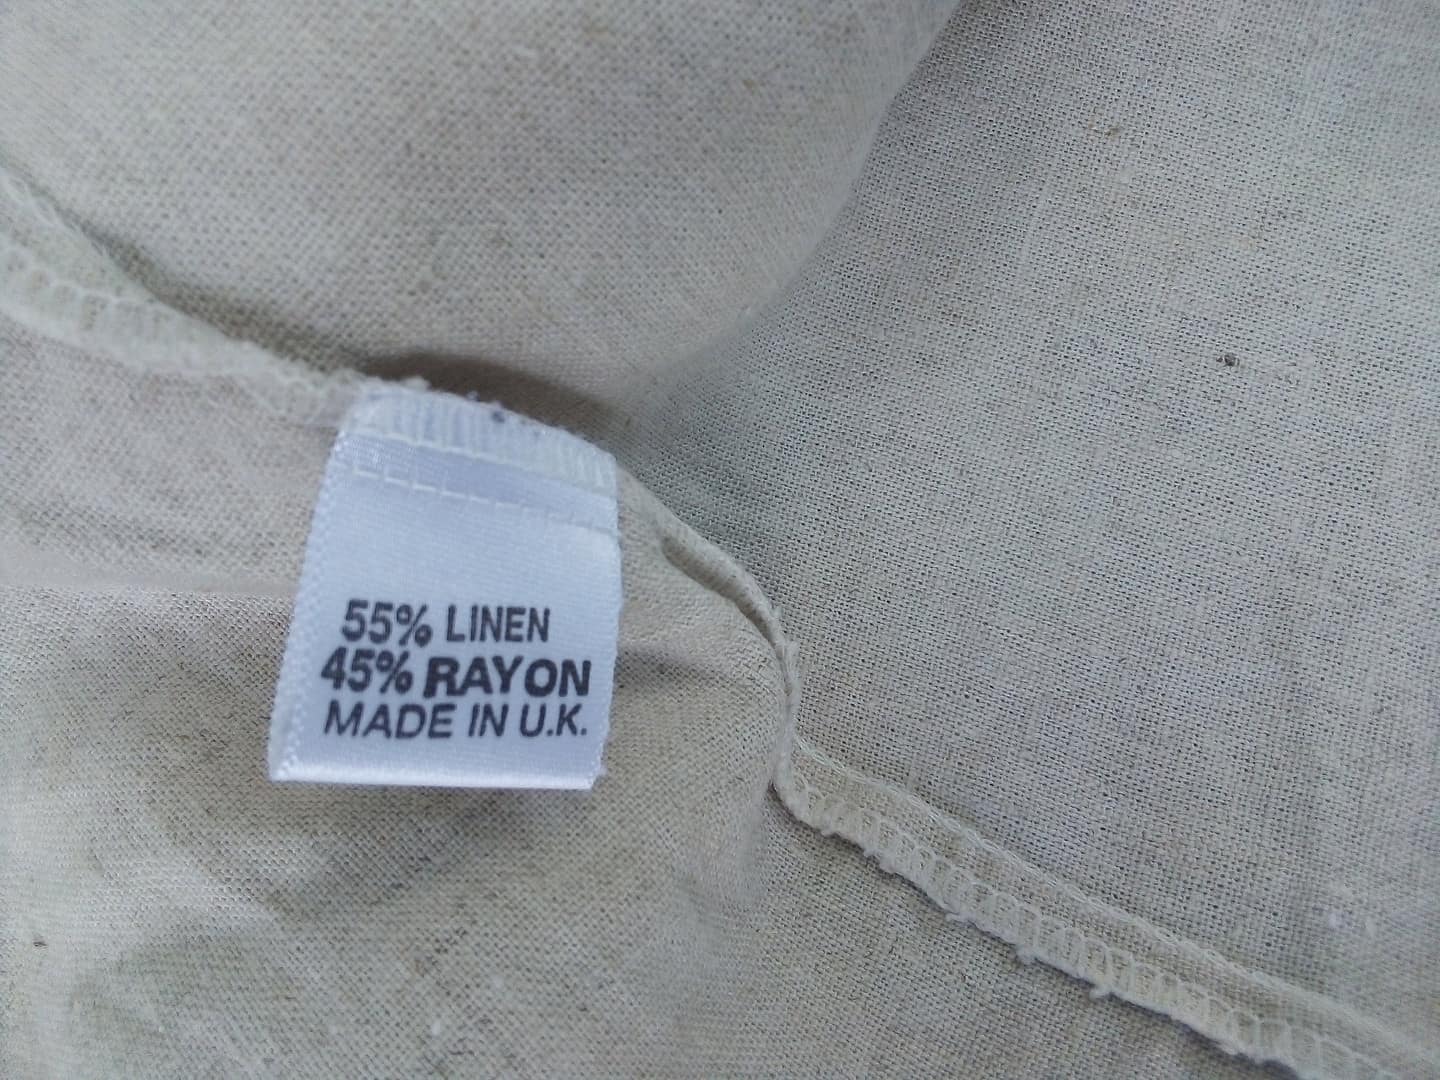 55% LINEN
45% RAYON
MADE IN U.K.